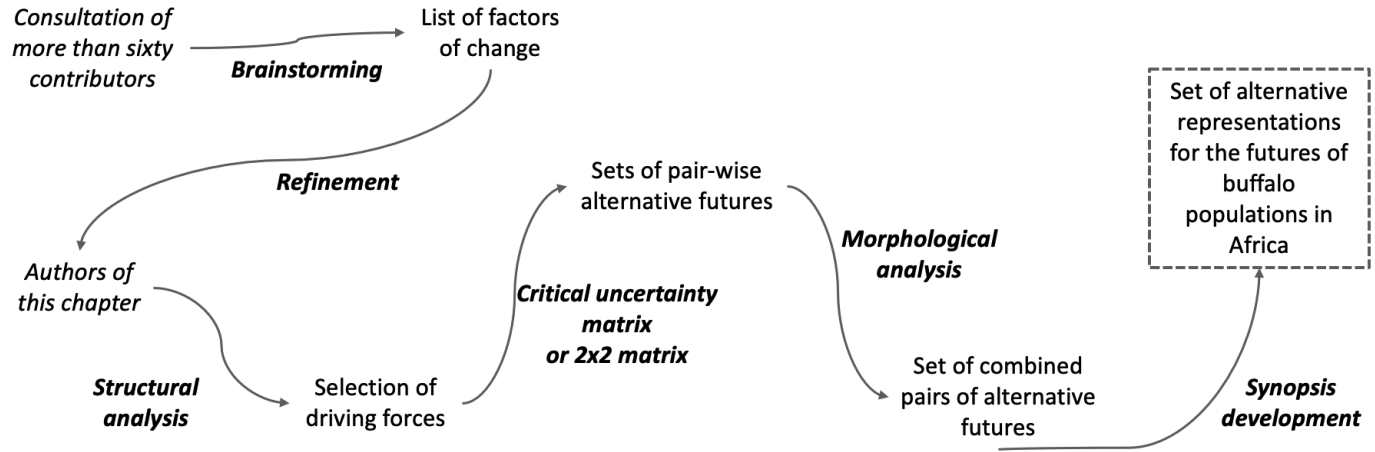 Consultation of
more than sixty
contributors
Brainstorming
List of factors
of change
Refinement
Authors of
this chapter
Structural
analysis
Selection of
driving forces
Critical uncertainty
matrix
or 2x2 matrix
Sets of pair-wise
alternative futures
Morphological
analysis
Set of combined
pairs of alternative
futures
Synopsis
development
Set of alternative
representations
for the futures of
buffalo
populations in
Africa